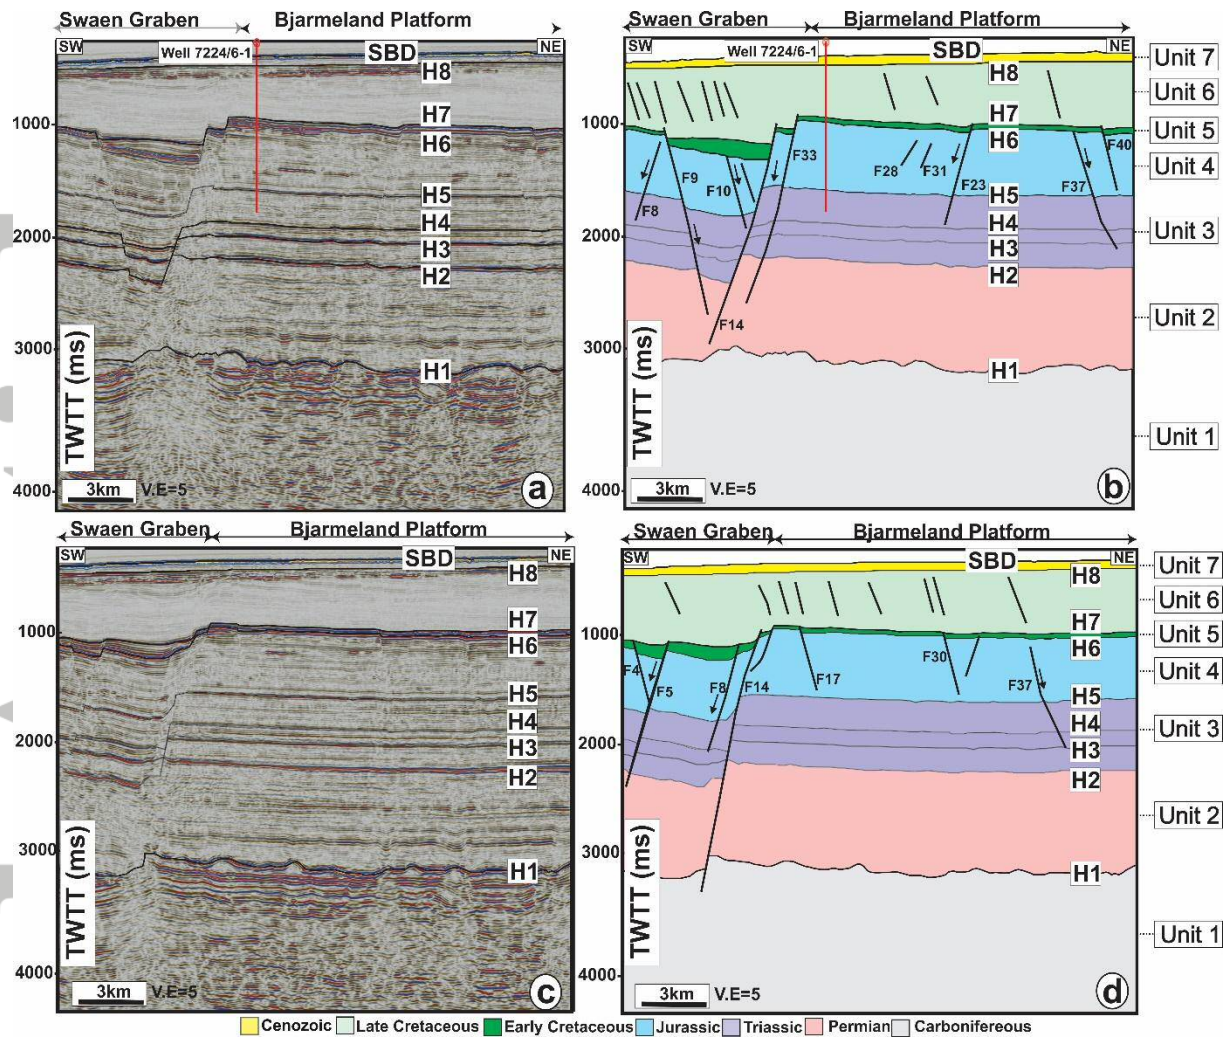 Swaen Graben Bjarmeland Platform
SW Well 7224/6-1 SBD NE
H8
H7
H6
H5
H4
H3
H2
H1
1000
2000
3000
4000
TWTT (ms)
3km V.E=5
a
Swaen Graben Bjarmeland Platform
SW Well 7224/6-1 SBD NE
H8
H7
H6
H5
H4
H3
H2
H1
F8
F9
F10
F14
F33
F28
F31
F23
F37
F40
1000
2000
3000
4000
TWTT (ms)
3km V.E=5
b
Unit 7
Unit 6
Unit 5
Unit 4
Unit 3
Unit 2
Unit 1
Swaen Graben Bjarmeland Platform
SW SBD NE
H8
H7
H6
H5
H4
H3
H2
H1
1000
2000
3000
4000
TWTT (ms)
3km V.E=5
c
Swaen Graben Bjarmeland Platform
SW SBD NE
H8
H7
H6
H5
H4
H3
H2
H1
F4
F5
F8
F14
F17
F30
F37
1000
2000
3000
4000
TWTT (ms)
3km V.E=5
d
Unit 7
Unit 6
Unit 5
Unit 4
Unit 3
Unit 2
Unit 1
Cenozoic Late Cretaceous Early Cretaceous Jurassic Triassic Permian Carbonifereous